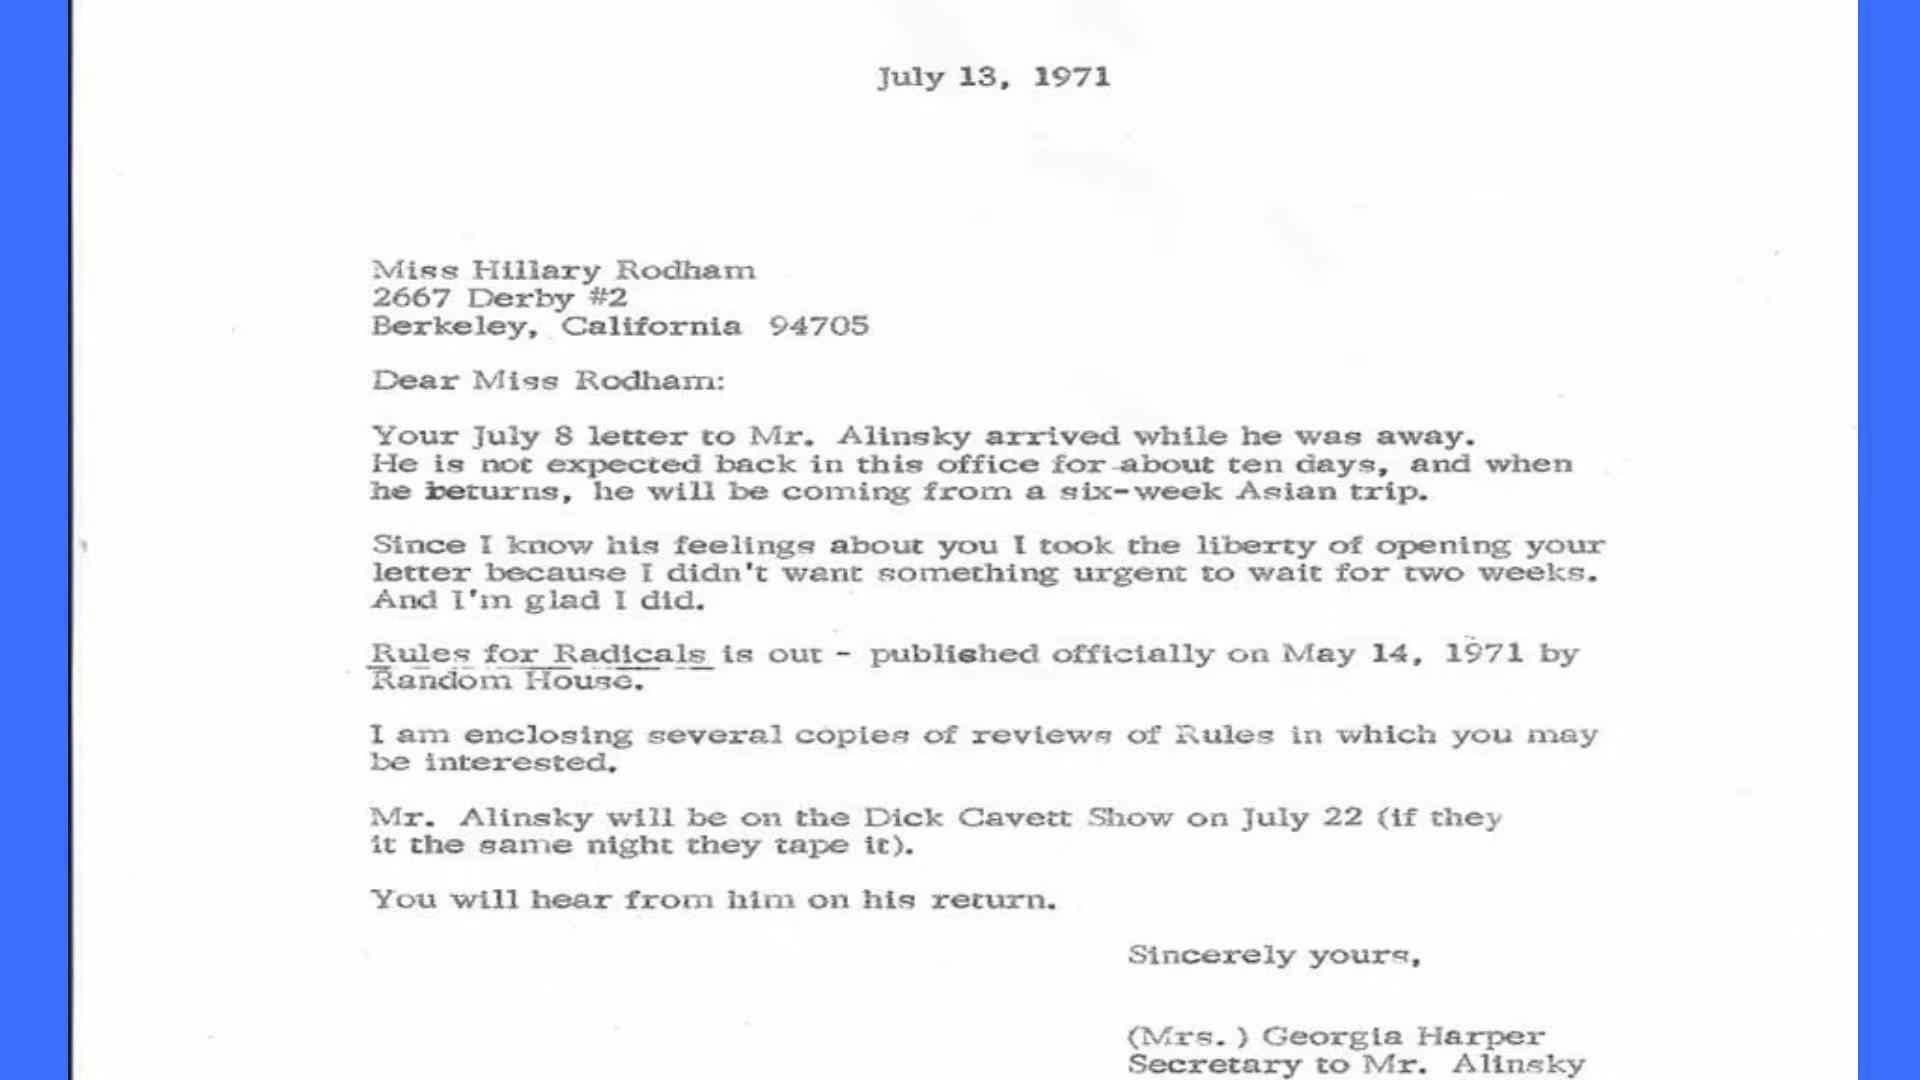 July 13, 1971
Miss Hillary Rodham
2667 Derby #2
Berkeley, California 94705
Dear Miss Rodham:
Your July 8 letter to Mr. Alinsky arrived while he was away.
He is not expected back in this office for about ten days, and when
he returns, he will be coming from a six-week Asian trip.
Since I know his feelings about you I took the liberty of opening your
letter because I didn't want something urgent to wait for two weeks.
And I'm glad I did.
Rules for Radicals is out - published officially on May 14, 1971 by
Random House.
I am enclosing several copies of reviews of Rules in which you may
be interested.
Mr. Alinsky will be on the Dick Cavett Show on July 22 (if they
it the same night they tape it).
You will hear from him on his return.
Sincerely yours,
(Mrs.) Georgia Harper
Secretary to Mr. Alinsky